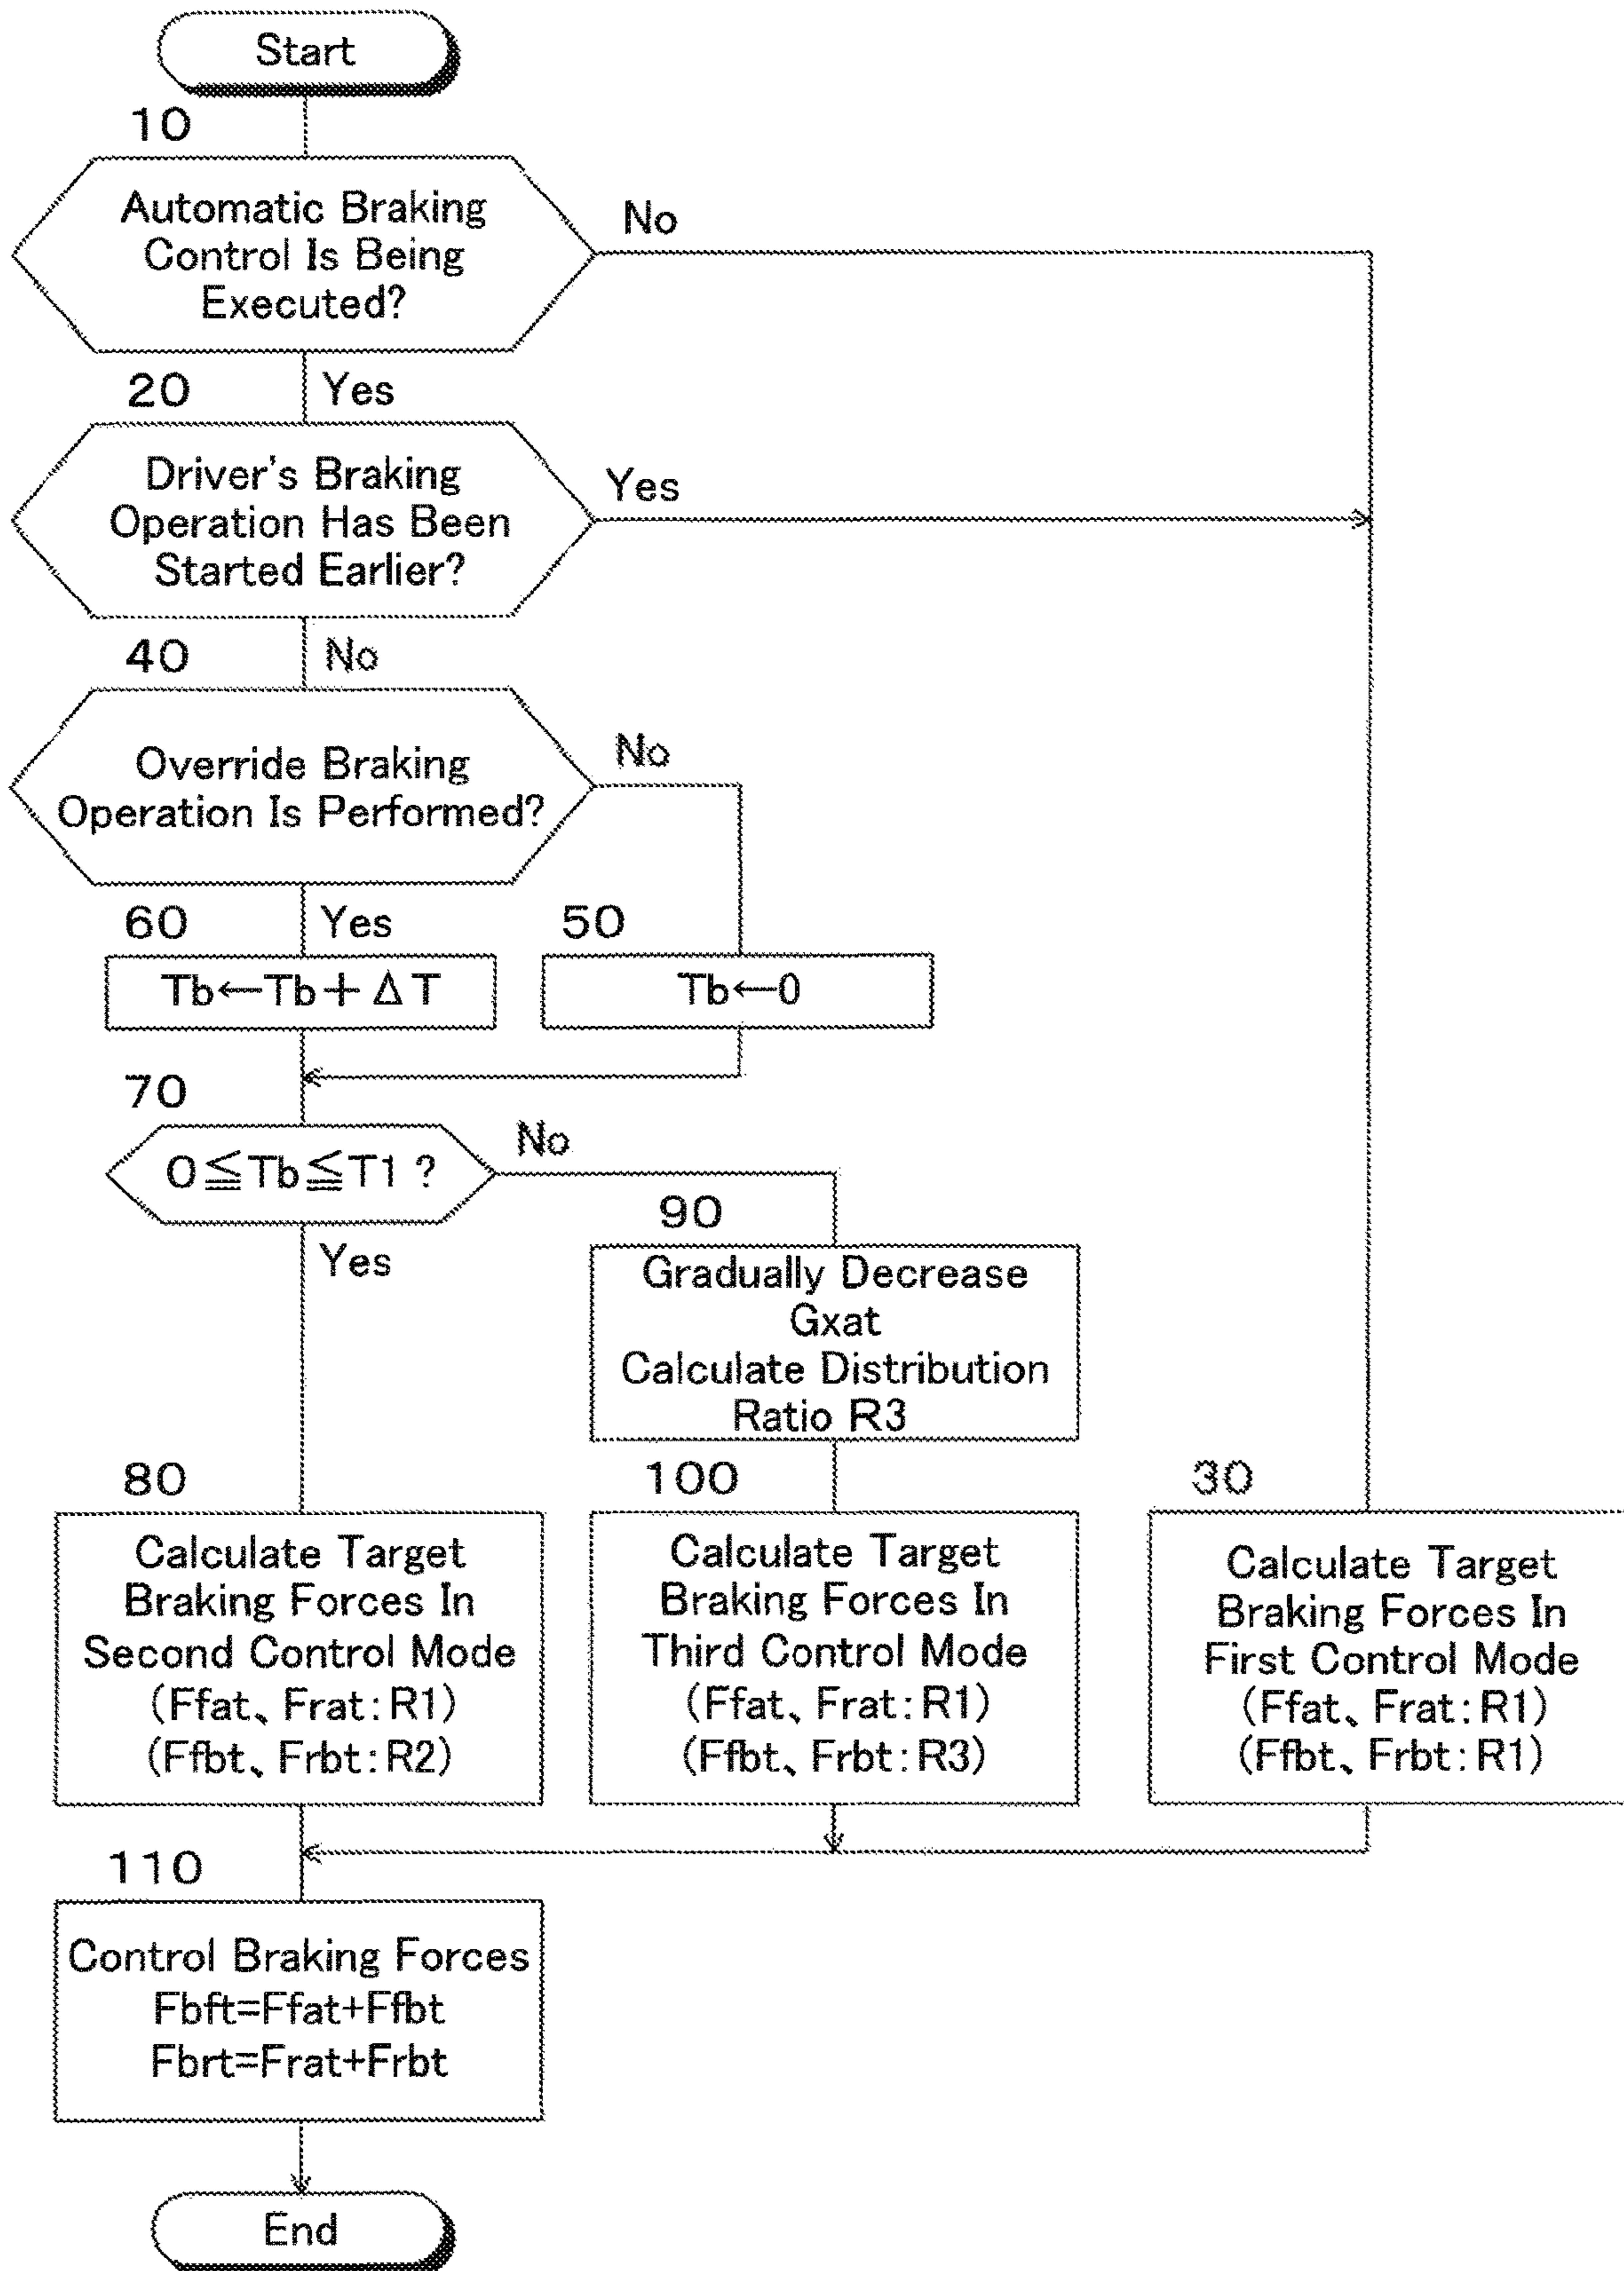 Start
10
Automatic Braking
Control Is Being
Executed?
No
20
Yes
Driver's Braking
Operation Has Been
Started Earlier?
Yes
40
No
Override Braking
Operation Is Performed?
No
60
Yes
50
Tb←Tb+ΔT
Tb←0
70
0≦Tb≦T1 ?
No
Yes
90
Gradually Decrease
Gxat
Calculate Distribution
Ratio R3
80
Calculate Target
Braking Forces In
Second Control Mode
(Ffat、Frat:R1)
(Ffbt、Frbt:R2)
100
Calculate Target
Braking Forces In
Third Control Mode
(Ffat、Frat:R1)
(Ffbt、Frbt:R3)
30
Calculate Target
Braking Forces In
First Control Mode
(Ffat、Frat:R1)
(Ffbt、Frbt:R1)
110
Control Braking Forces
Fbft=Ffat+Ffbt
Fbrt=Frat+Frbt
End